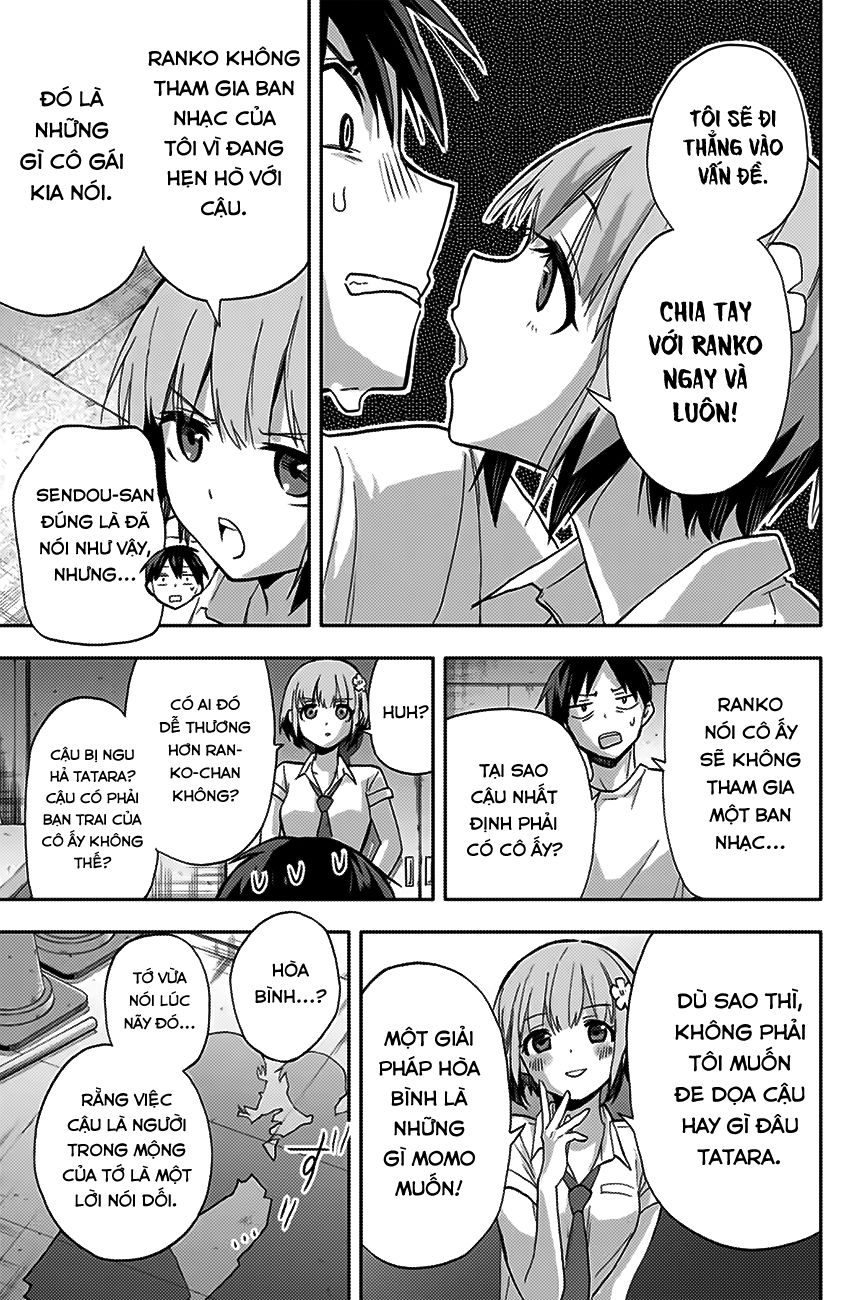 TÔI SẼ ĐI
THẲNG VÀO
VẤN ĐỀ.
CHIA TAY
VỚI RANKO
NGAY VÀ
LUÔN!
RANKO KHÔNG
THAM GIA BAN
NHẠC CỦA
TÔI VÌ ĐANG
HẸN HÒ VỚI
CẬU.
ĐÓ LÀ
NHỮNG
GÌ CÔ GÁI
KIA NÓI.
SENDOU-SAN
ĐÚNG LÀ ĐÃ
NÓI NHƯ VẬY,
NHƯNG...
RANKO
NÓI CÔ ẤY
SẼ KHÔNG
THAM GIA
MỘT BAN
NHẠC...
TẠI SAO
CẬU NHẤT
ĐỊNH PHẢI
CÓ CÔ ẤY?
HUH?
CÓ AI ĐÓ
DỄ THƯƠNG
HƠN RAN-
KO-CHAN
KHÔNG?
CẬU BỊ NGU
HẢ TATARA?
CẬU CÓ PHẢI
BẠN TRAI CỦA
CÔ ẤY KHÔNG
THẾ?
DÙ SAO THÌ,
KHÔNG PHẢI
TÔI MUỐN
ĐE DỌA CẬU
HAY GÌ ĐÂU
TATARA.
MỘT GIẢI
PHÁP HÒA
BÌNH LÀ
NHỮNG
GÌ MOMO
MUỐN!
HÒA
BÌNH...?
TỚ VỪA
NÓI LÚC
NÃY ĐÓ...
RẰNG VIỆC
CẬU LÀ NGƯỜI
TRONG MỘNG
CỦA TỚ LÀ MỘT
LỜI NÓI DỐI.